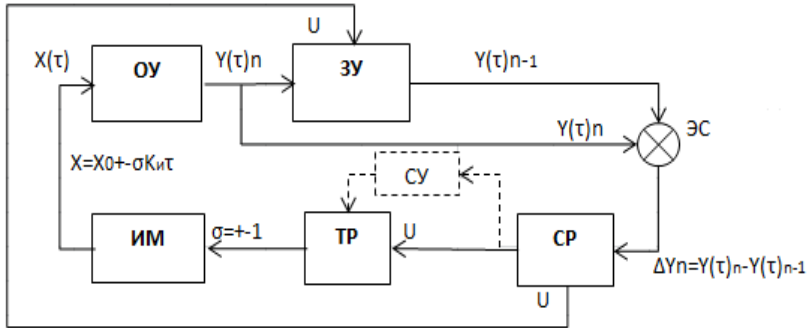 U
X(τ)
ОУ
Y(τ)n
ЗУ
Y(τ)n-1
Y(τ)n
ЭС
X=X0+-σKиτ
СУ
ИМ
σ=+-1
ТР
U
СР
ΔYn=Y(τ)n-Y(τ)n-1
U